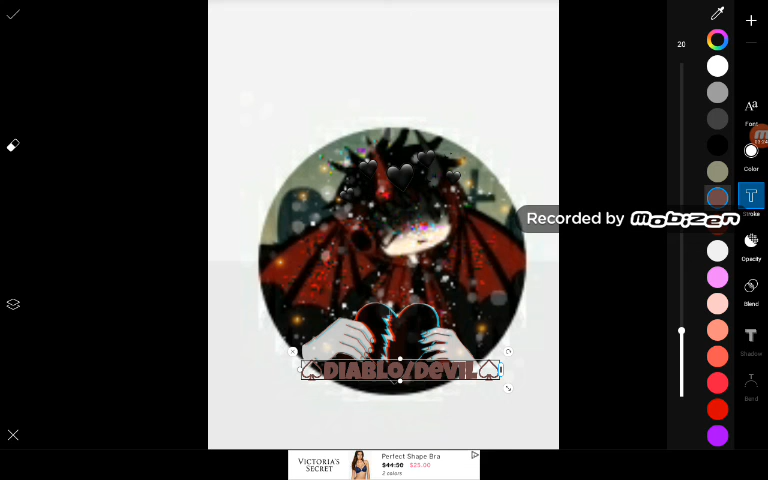 20
Aa
Font
Color
Recorded by Mobizen
T
Stroke
Opacity
Blend
T
Shadow
Bend
♤DIABLO/DEVIL♤
VICTORIA'S
SECRET
Perfect Shape Bra
$44.50 - $25.00
2 colors